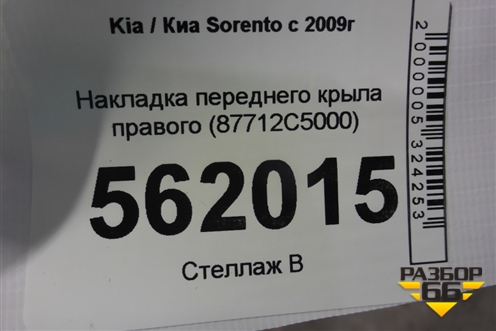 Kia / Киа Sorento с 2009г
Накладка переднего крыла
правого (87712C5000)
562015
Стеллаж В
2000005324253
РАЗБОР
66